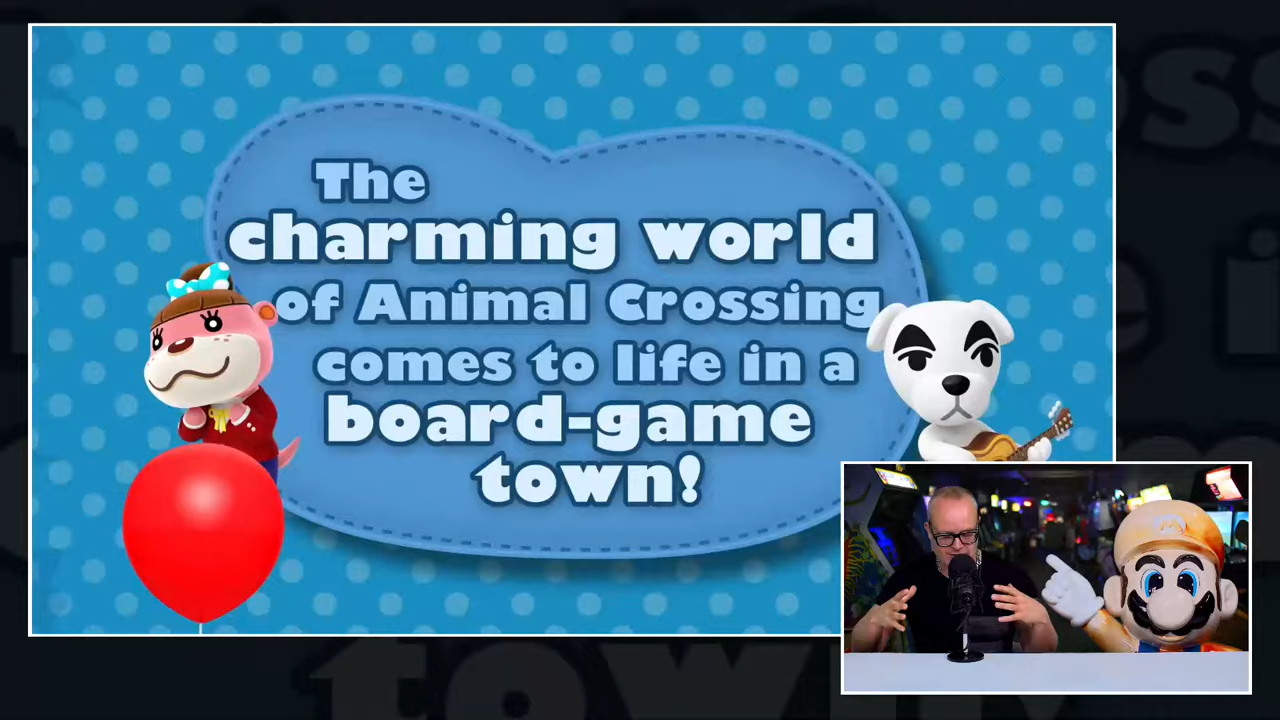 The
charming world
of Animal Crossing
comes to life in a
board-game
town!